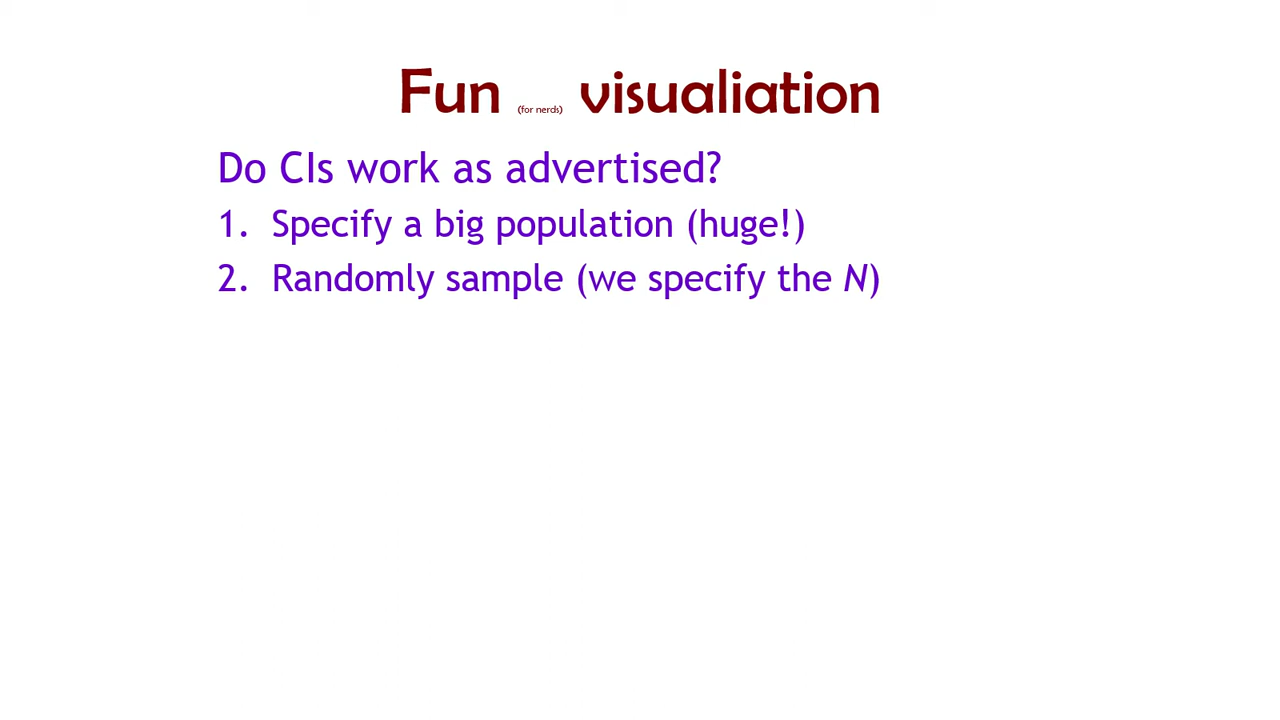 Fun (for nerds) visualiation
Do CIs work as advertised?
1. Specify a big population (huge!)
2. Randomly sample (we specify the N)